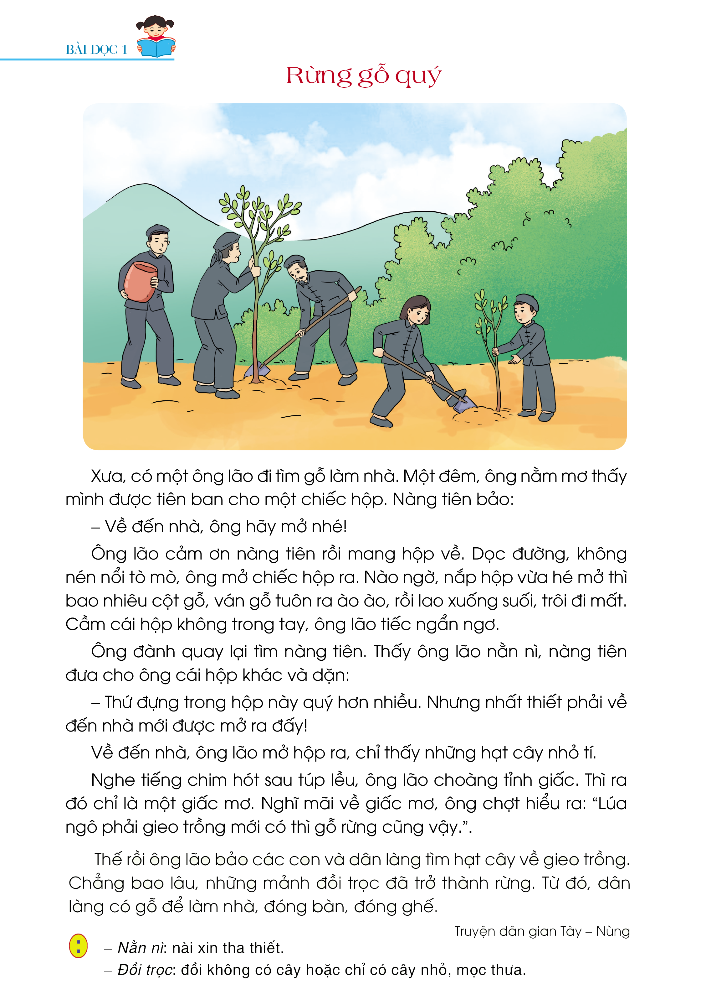 BÀI ĐỌC 1
Rừng gỗ quý
Xưa, có một ông lão đi tìm gỗ làm nhà. Một đêm, ông nằm mơ thấy
mình được tiên ban cho một chiếc hộp. Nàng tiên bảo:
– Về đến nhà, ông hãy mở nhé!
Ông lão cảm ơn nàng tiên rồi mang hộp về. Dọc đường, không
nén nổi tò mò, ông mở chiếc hộp ra. Nào ngờ, nắp hộp vừa hé mở thì
bao nhiêu cột gỗ, ván gỗ tuôn ra ào ào, rồi lao xuống suối, trôi đi mất.
Cầm cái hộp không trong tay, ông lão tiếc ngẩn ngơ.
Ông đành quay lại tìm nàng tiên. Thấy ông lão nằn nì, nàng tiên
đưa cho ông cái hộp khác và dặn:
– Thứ đựng trong hộp này quý hơn nhiều. Nhưng nhất thiết phải về
đến nhà mới được mở ra đấy!
Về đến nhà, ông lão mở hộp ra, chỉ thấy những hạt cây nhỏ tí.
Nghe tiếng chim hót sau túp lều, ông lão choàng tỉnh giấc. Thì ra
đó chỉ là một giấc mơ. Nghĩ mãi về giấc mơ, ông chợt hiểu ra: “Lúa
ngô phải gieo trồng mới có thì gỗ rừng cũng vậy.”.
Thế rồi ông lão bảo các con và dân làng tìm hạt cây về gieo trồng.
Chẳng bao lâu, những mảnh đồi trọc đã trở thành rừng. Từ đó, dân
làng có gỗ để làm nhà, đóng bàn, đóng ghế.
Truyện dân gian Tày – Nùng
– Nằn nì: nài xin tha thiết.
– Đồi trọc: đồi không có cây hoặc chỉ có cây nhỏ, mọc thưa.